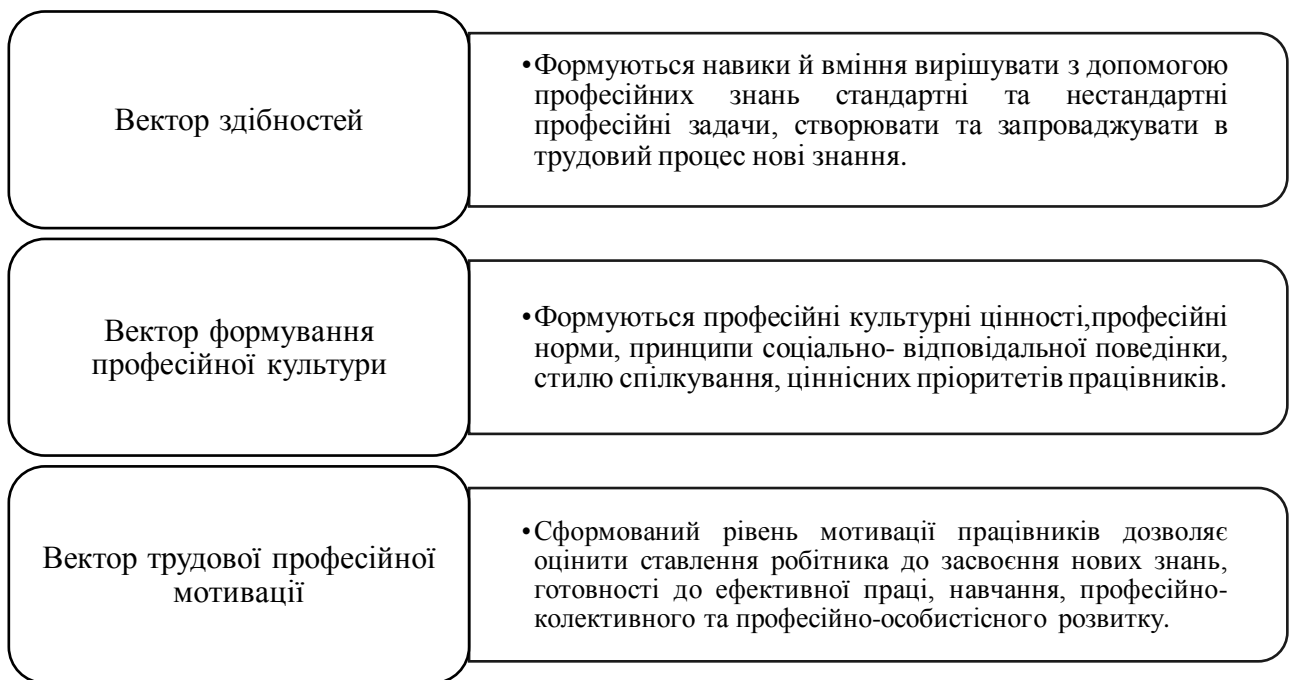 Вектор здібностей
•Формуються навики й вміння вирішувати з допомогою
професійних знань стандартні та нестандартні
професійні задачі, створювати та запроваджувати в
трудовий процес нові знання.
Вектор формування
професійної культури
•Формуються професійні культурні цінності,професійні
норми, принципи соціально- відповідальної поведінки,
стилю спілкування, ціннісних пріоритетів працівників.
Вектор трудової професійної
мотивації
•Сформований рівень мотивації працівників дозволяє
оцінити ставлення робітника до засвоєння нових знань,
готовності до ефективної праці, навчання, професійно-
колективного та професійно-особистісного розвитку.